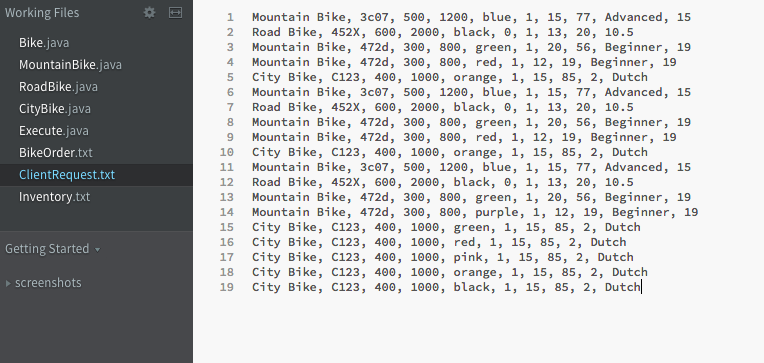 Working Files
Bike.java
MountainBike.java
RoadBike.java
CityBike.java
Execute.java
BikeOrder.txt
ClientRequest.txt
Inventory.txt
Getting Started
screenshots
1 Mountain Bike, 3c07, 500, 1200, blue, 1, 15, 77, Advanced, 15
2 Road Bike, 452X, 600, 2000, black, 0, 1, 13, 20, 10.5
3 Mountain Bike, 472d, 300, 800, green, 1, 20, 56, Beginner, 19
4 Mountain Bike, 472d, 300, 800, red, 1, 12, 19, Beginner, 19
5 City Bike, C123, 400, 1000, orange, 1, 15, 85, 2, Dutch
6 Mountain Bike, 3c07, 500, 1200, blue, 1, 15, 77, Advanced, 15
7 Road Bike, 452X, 600, 2000, black, 0, 1, 13, 20, 10.5
8 Mountain Bike, 472d, 300, 800, green, 1, 20, 56, Beginner, 19
9 Mountain Bike, 472d, 300, 800, red, 1, 12, 19, Beginner, 19
10 City Bike, C123, 400, 1000, orange, 1, 15, 85, 2, Dutch
11 Mountain Bike, 3c07, 500, 1200, blue, 1, 15, 77, Advanced, 15
12 Road Bike, 452X, 600, 2000, black, 0, 1, 13, 20, 10.5
13 Mountain Bike, 472d, 300, 800, green, 1, 20, 56, Beginner, 19
14 Mountain Bike, 472d, 300, 800, purple, 1, 12, 19, Beginner, 19
15 City Bike, C123, 400, 1000, green, 1, 15, 85, 2, Dutch
16 City Bike, C123, 400, 1000, red, 1, 15, 85, 2, Dutch
17 City Bike, C123, 400, 1000, pink, 1, 15, 85, 2, Dutch
18 City Bike, C123, 400, 1000, orange, 1, 15, 85, 2, Dutch
19 City Bike, C123, 400, 1000, black, 1, 15, 85, 2, Dutch